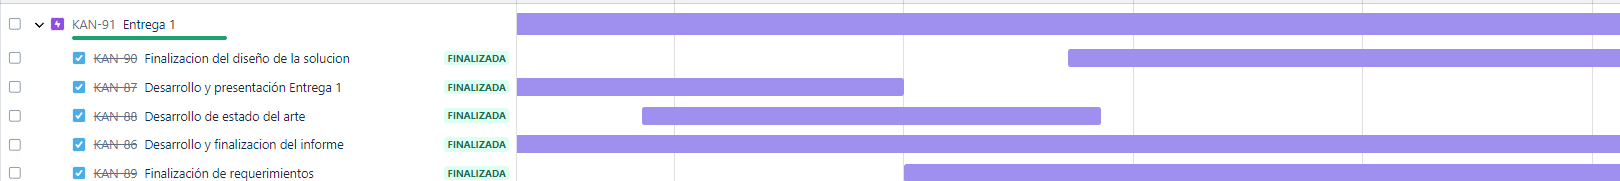 KAN-91 Entrega 1
KAN-90 Finalizacion del diseño de la solucion FINALIZADA
KAN-87 Desarrollo y presentación Entrega 1 FINALIZADA
KAN-88 Desarrollo de estado del arte FINALIZADA
KAN-86 Desarrollo y finalizacion del informe FINALIZADA
KAN-89 Finalización de requerimientos FINALIZADA